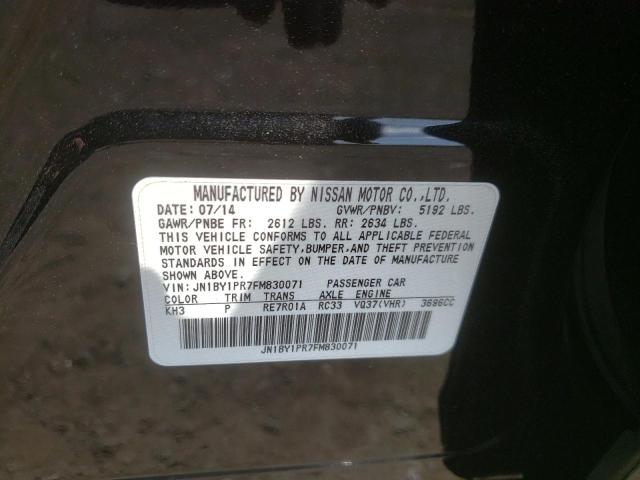 MANUFACTURED BY NISSAN MOTOR CO.,LTD.
DATE: 07/14 GVWR/PNBV: 5192 LBS.
GAWR/PNBE FR: 2612 LBS. RR: 2634 LBS.
THIS VEHICLE CONFORMS TO ALL APPLICABLE FEDERAL
MOTOR VEHICLE SAFETY, BUMPER, AND THEFT PREVENTION
STANDARDS IN EFFECT ON THE DATE OF MANUFACTURE
SHOWN ABOVE.
VIN: JN1BY1PR7FM830071 PASSENGER CAR
COLOR TRIM TRANS AXLE ENGINE
KH3 P RE7R01A RC33 VQ37(VHR) 3696CC
JN1BY1PR7FM830071